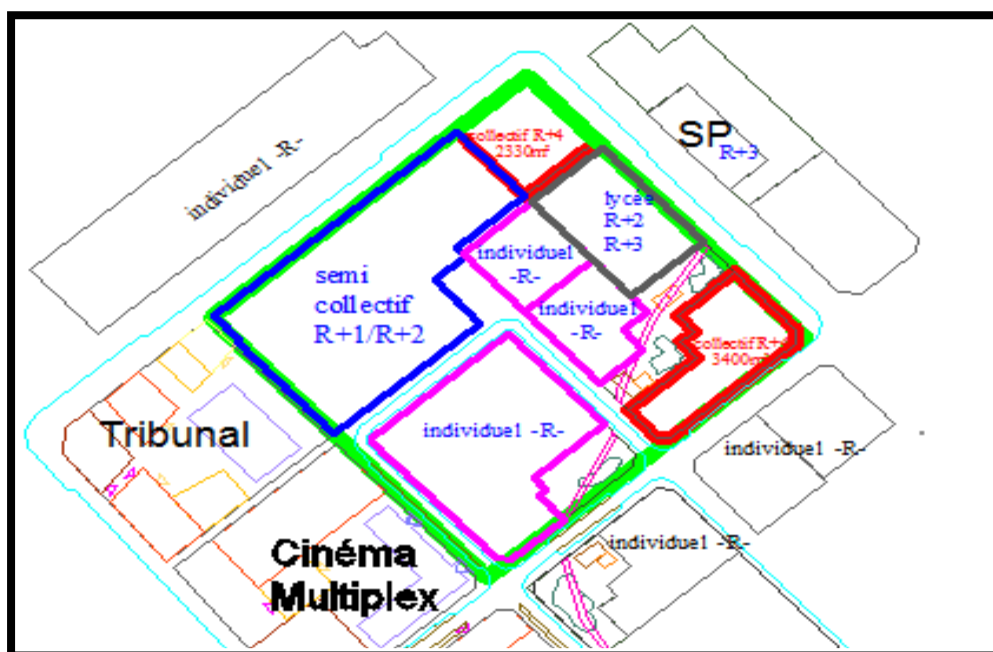 individuel -R-
collectif R+4
2330m²
SP
R+3
lycée
R+2
R+3
individuel
-R-
semi
collectif
R+1/R+2
individuel
-R-
collectif R+4
3400m²
Tribunal
individuel -R-
individuel -R-
individuel -R-
Cinéma
Multiplex